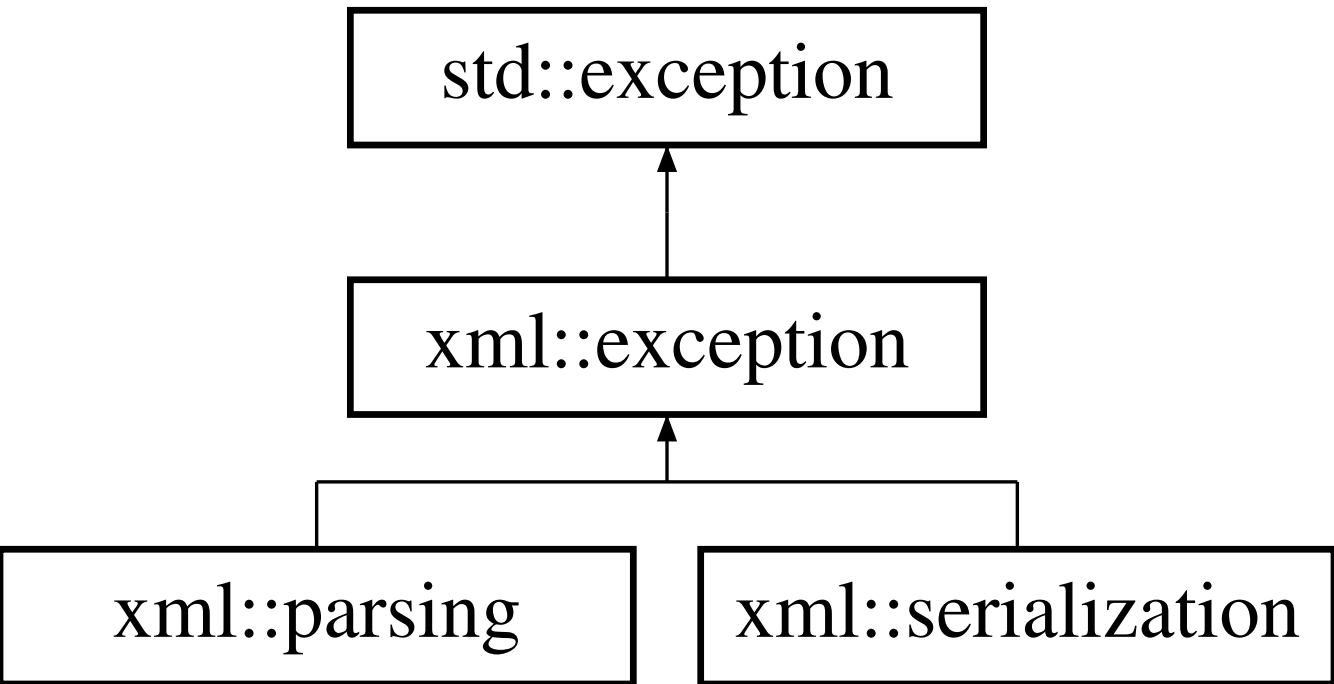 std::exception
xml::exception
xml::parsing
xml::serialization